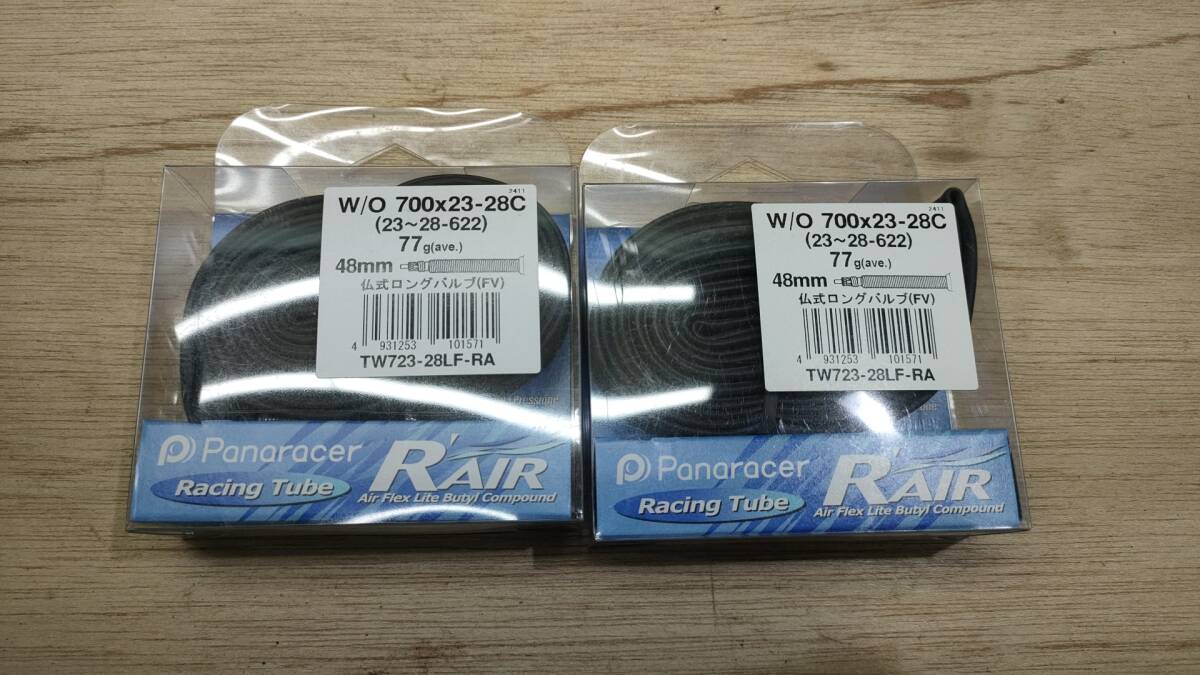 2411
W/O 700x23-28C
(23~28-622)
77g(ave.)
48mm
仏式ロングバルブ(FV)
4 931253 101571
TW723-28LF-RA
Pressione
Panaracer
R'AIR
Racing Tube
Air Flex Lite Butyl Compound
2411
W/O 700x23-28C
(23~28-622)
77g(ave.)
48mm
仏式ロングバルブ(FV)
4 931253 101571
TW723-28LF-RA
Panaracer
R'AIR
Racing Tube
Air Flex Lite Butyl Compound